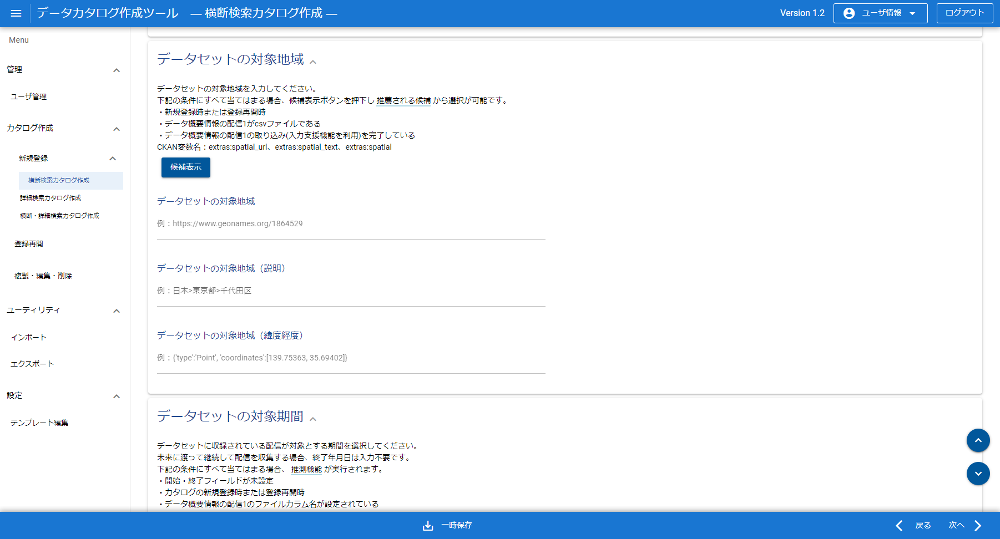 データカタログ作成ツール ― 横断検索カタログ作成 ―
Version 1.2
ユーザ情報
ログアウト
Menu
管理
ユーザ管理
カタログ作成
新規登録
横断検索カタログ作成
詳細検索カタログ作成
横断・詳細検索カタログ作成
登録再開
複製・編集・削除
ユーティリティ
インポート
エクスポート
設定
テンプレート編集
データセットの対象地域
データセットの対象地域を入力してください。
下記の条件にすべて当てはまる場合、候補表示ボタンを押下し 推薦される候補 から選択が可能です。
・新規登録時または登録再開時
・データ概要情報の配信1がcsvファイルである
・データ概要情報の配信1の取り込み(入力支援機能を利用)を完了している
CKAN変数名：extras:spatial_url、extras:spatial_text、extras:spatial
候補表示
データセットの対象地域
例：https://www.geonames.org/1864529
データセットの対象地域（説明）
例：日本>東京都>千代田区
データセットの対象地域（緯度経度）
例：{'type':'Point', 'coordinates':[139.75363, 35.69402]}
データセットの対象期間
データセットに収録されている配信が対象とする期間を選択してください。
未来に渡って継続して配信を収集する場合、終了年月日は入力不要です。
下記の条件にすべて当てはまる場合、 推測機能 が実行されます。
・開始・終了フィールドが未設定
・カタログの新規登録時または登録再開時
・データ概要情報の配信1のファイルカラム名が設定されている
一時保存
戻る
次へ